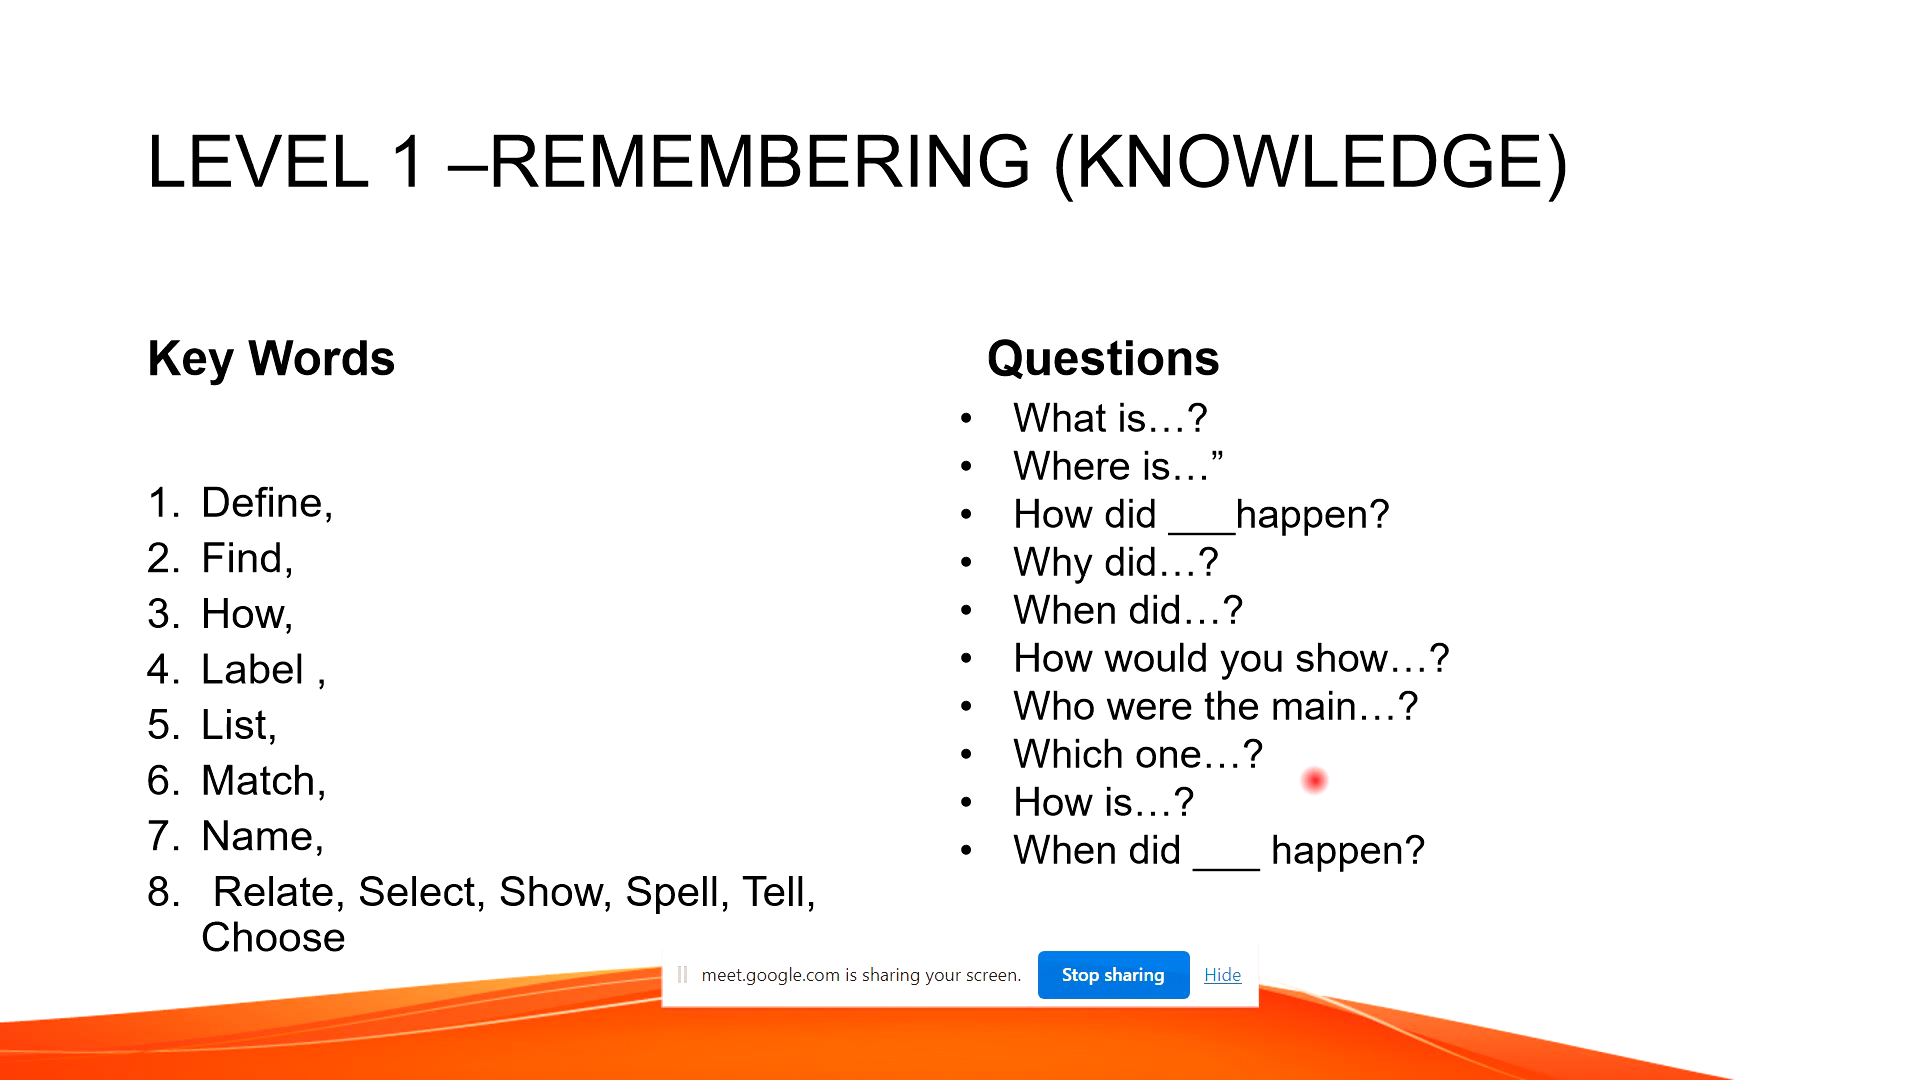 LEVEL 1 –REMEMBERING (KNOWLEDGE)
Key Words
1. Define,
2. Find,
3. How,
4. Label ,
5. List,
6. Match,
7. Name,
8. Relate, Select, Show, Spell, Tell,
Choose
Questions
• What is…?
• Where is…”
• How did ___happen?
• Why did…?
• When did…?
• How would you show…?
• Who were the main…?
• Which one…?
• How is…?
• When did ___ happen?
meet.google.com is sharing your screen. Stop sharing Hide